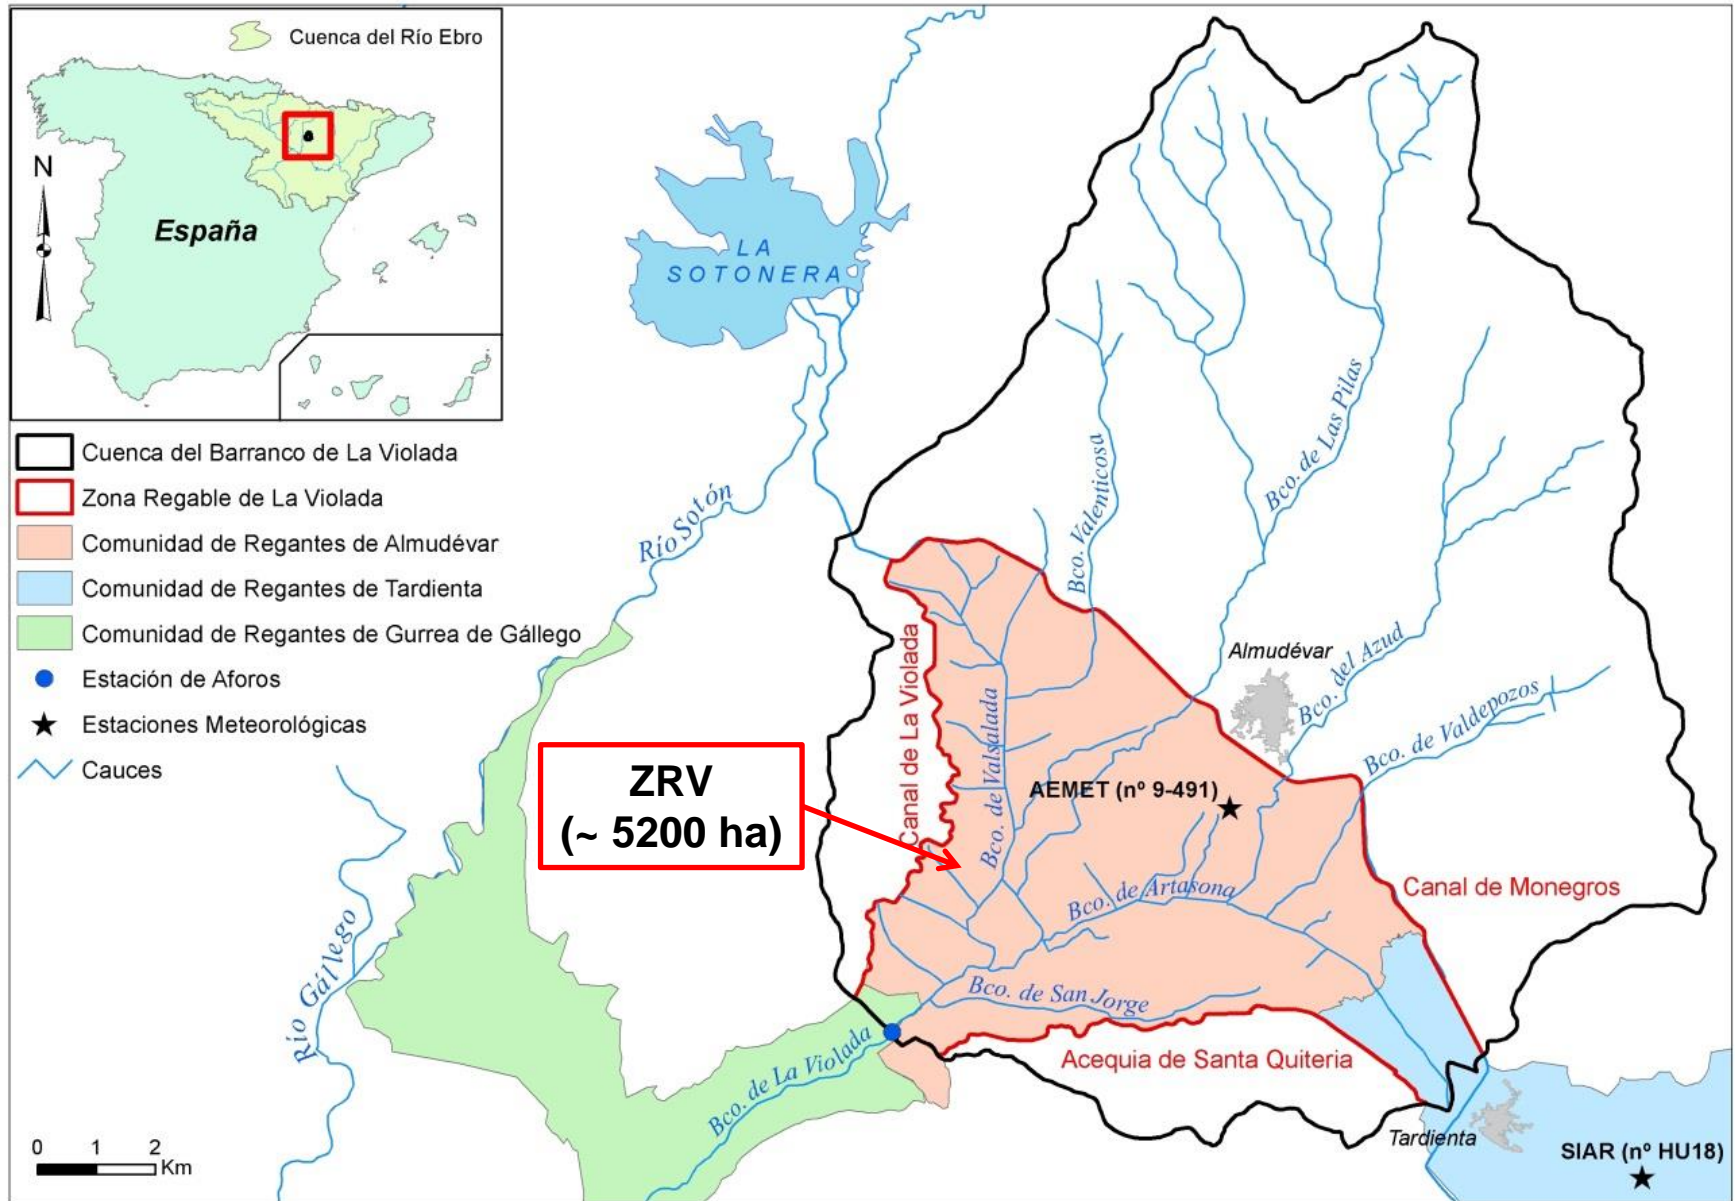 Cuenca del Río Ebro
N
España
LA
SOTONERA
Cuenca del Barranco de La Violada
Zona Regable de La Violada
Comunidad de Regantes de Almudévar
Comunidad de Regantes de Tardienta
Comunidad de Regantes de Gurrea de Gállego
Estación de Aforos
Estaciones Meteorológicas
Cauces
Río Sotón
Bco. Valenticosa
Bco. de Las Pilas
Almudévar
Bco. del Azud
Bco. de Valdepozos
Canal de La Violada
Bco. de Valsalada
ZRV
(~ 5200 ha)
AEMET (nº 9-491)
Bco. de Artasona
Canal de Monegros
Río Gállego
Bco. de San Jorge
Bco. de La Violada
Acequia de Santa Quiteria
Tardienta
SIAR (nº HU18)
0 1 2
Km